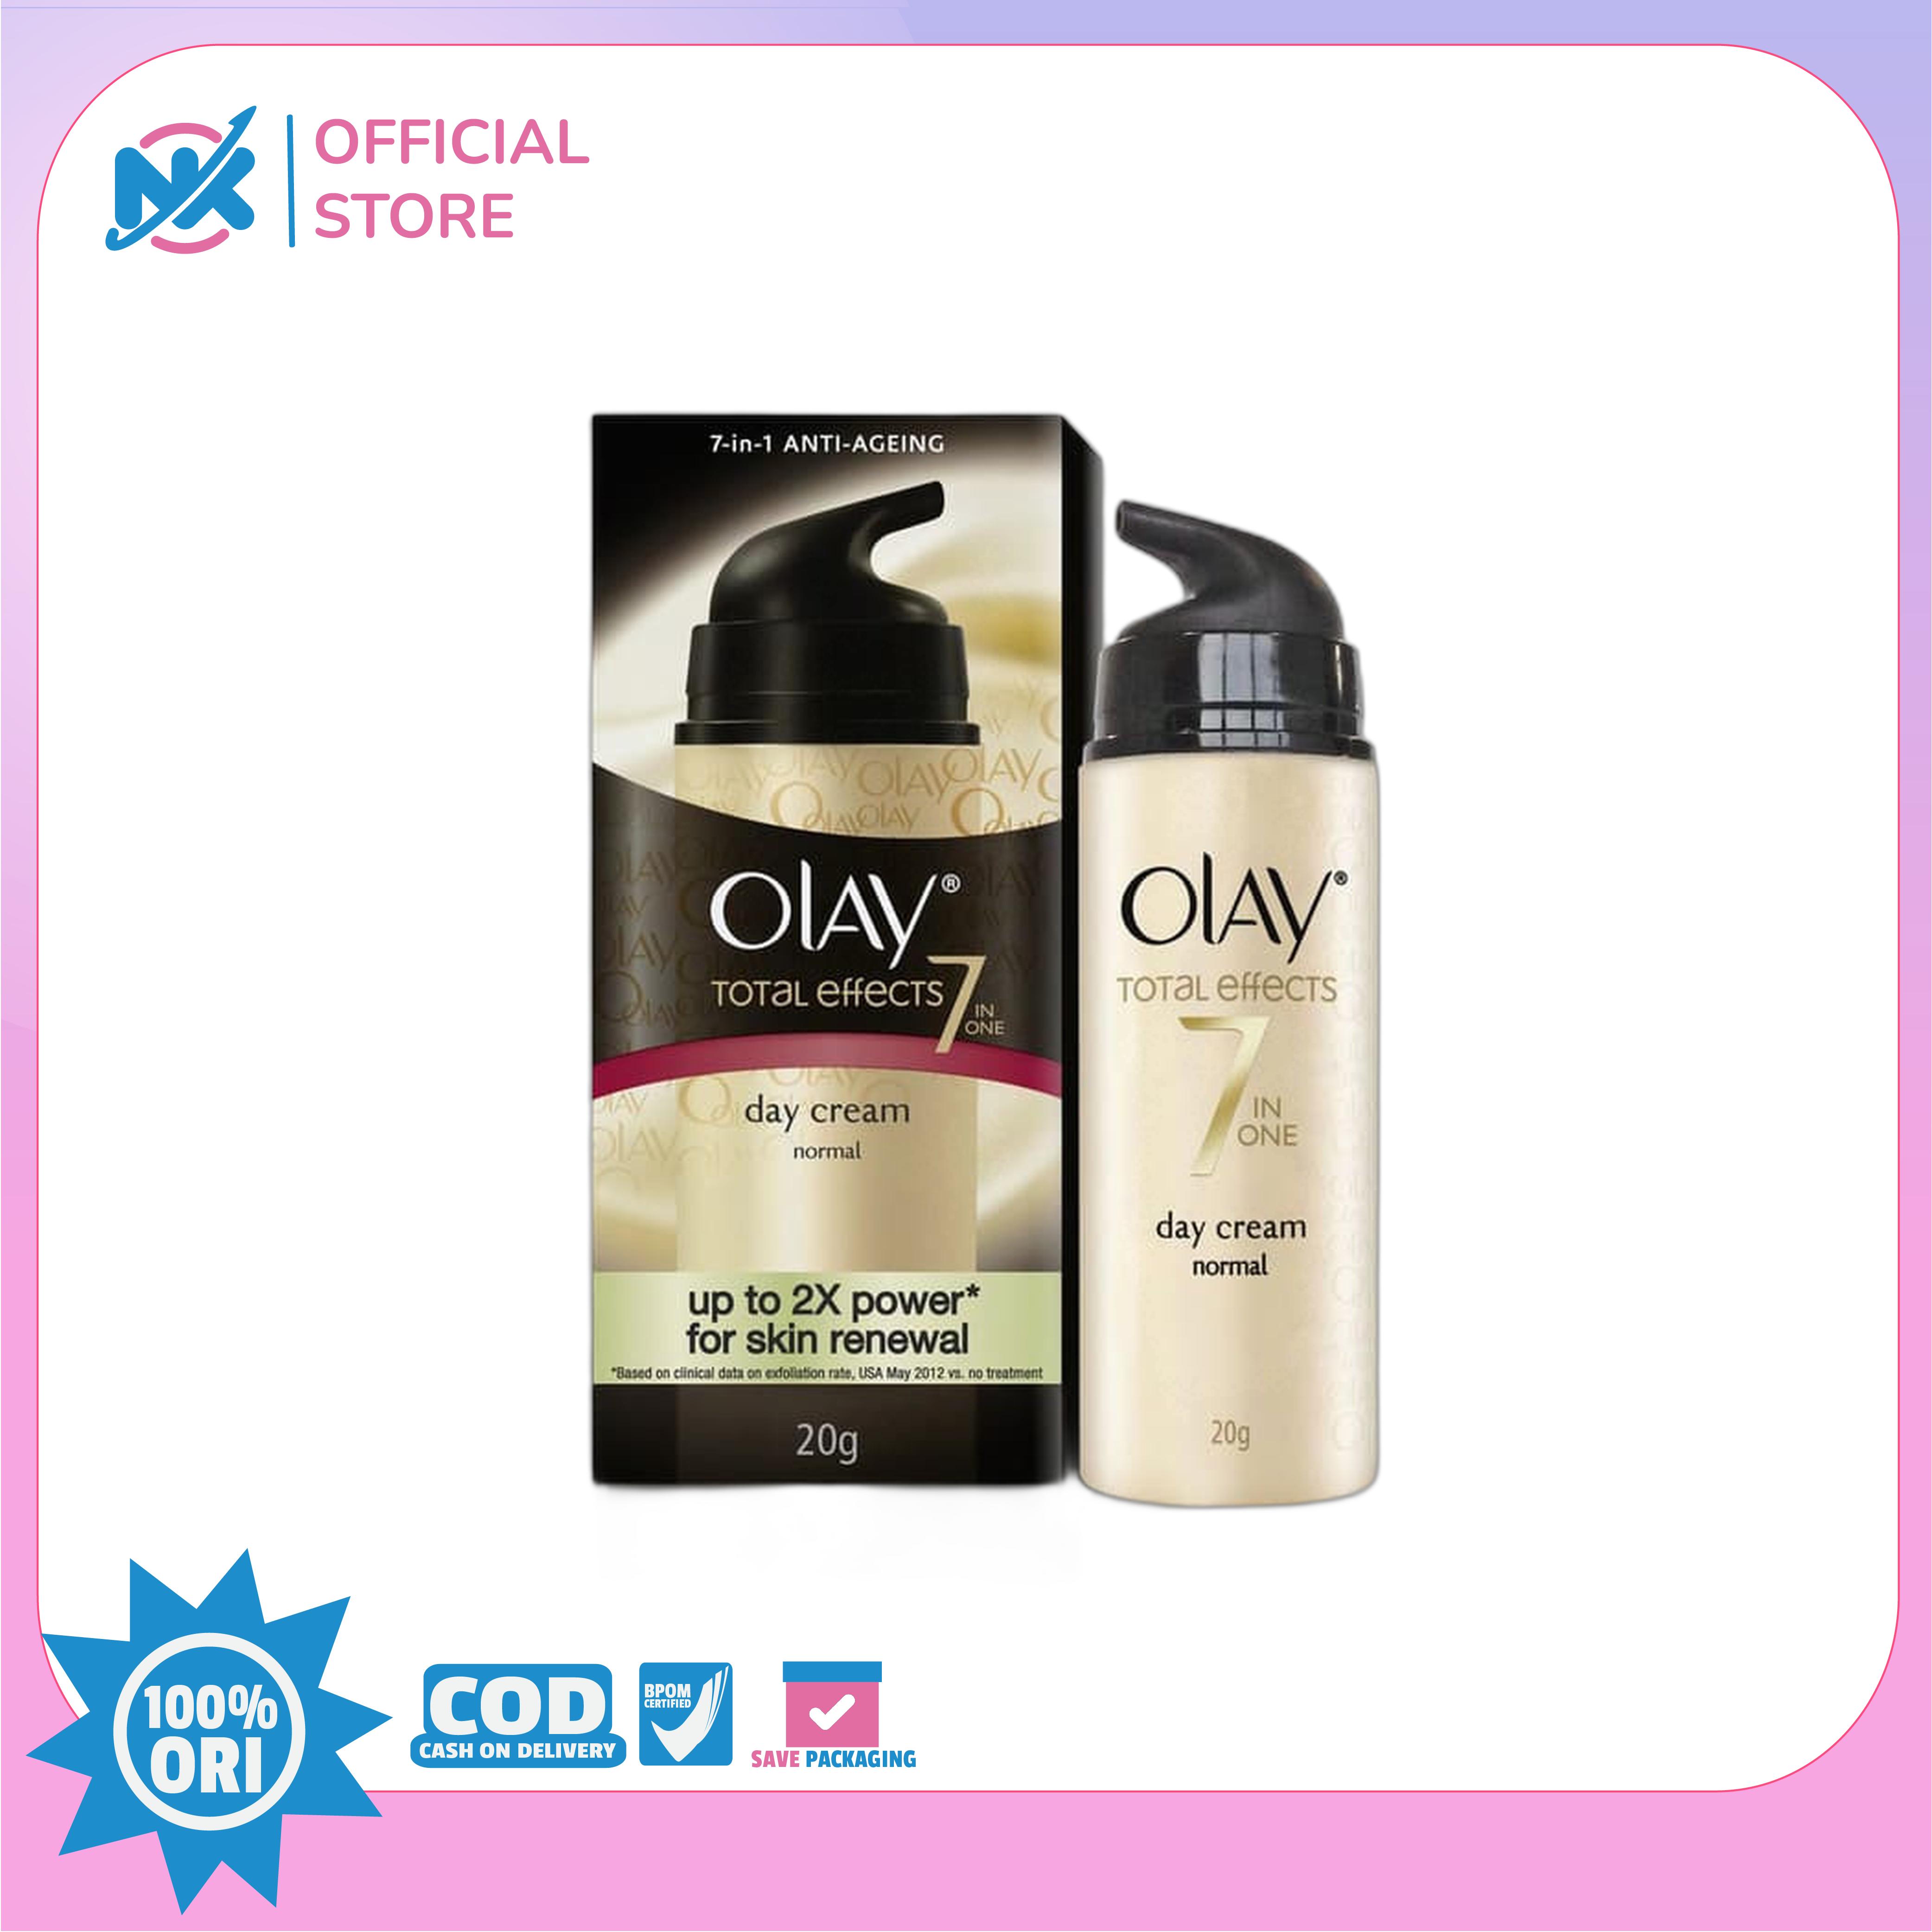 NK
OFFICIAL
STORE
7-in-1 ANTI-AGEING
OLAY®
TOTAL EFFECTS 7
IN
ONE
day cream
normal
up to 2X power*
for skin renewal
*Based on clinical data on exfoliation rate, USA May 2012 vs. no treatment
20g
OLAY®
TOTAL EFFECTS
7 IN
ONE
day cream
normal
20g
100%
ORI
COD
CASH ON DELIVERY
BPOM
CERTIFIED
SAVE PACKAGING